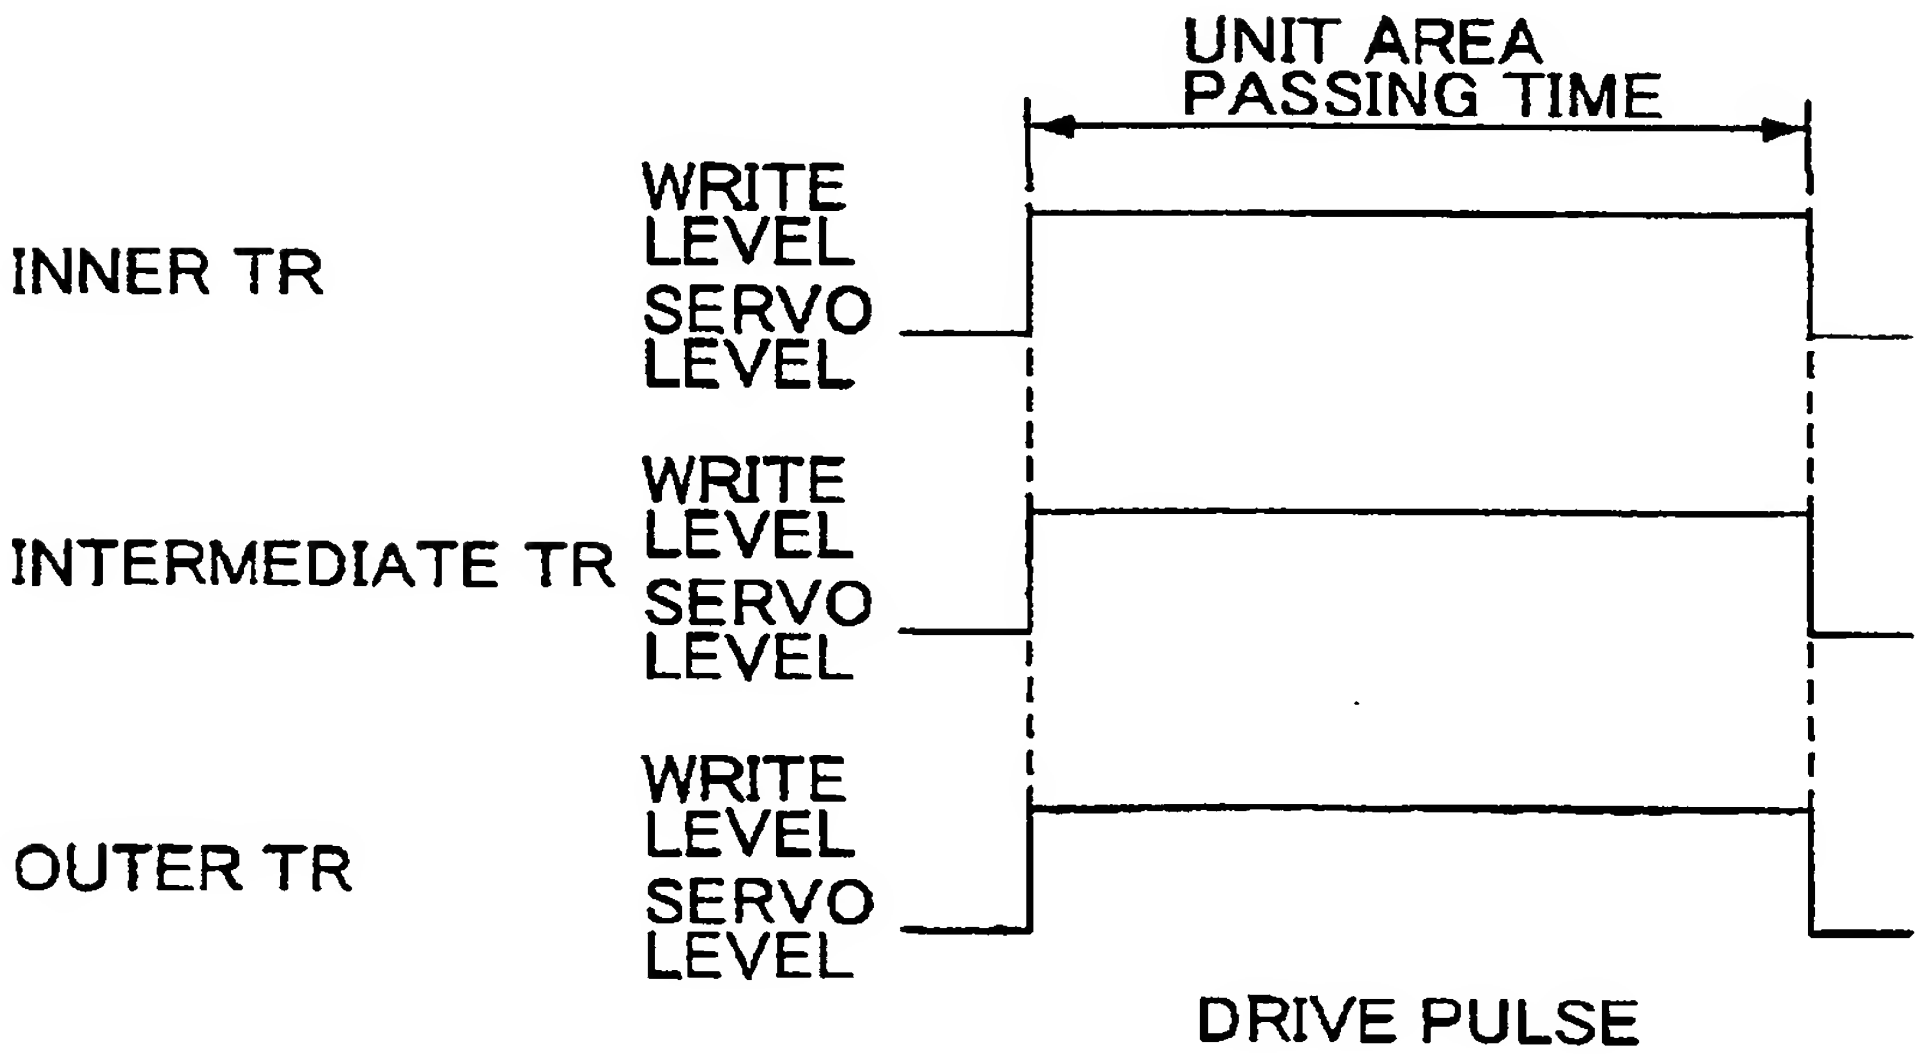 UNIT AREA
PASSING TIME
INNER TR
WRITE
LEVEL
SERVO
LEVEL
INTERMEDIATE TR
WRITE
LEVEL
SERVO
LEVEL
OUTER TR
WRITE
LEVEL
SERVO
LEVEL
DRIVE PULSE